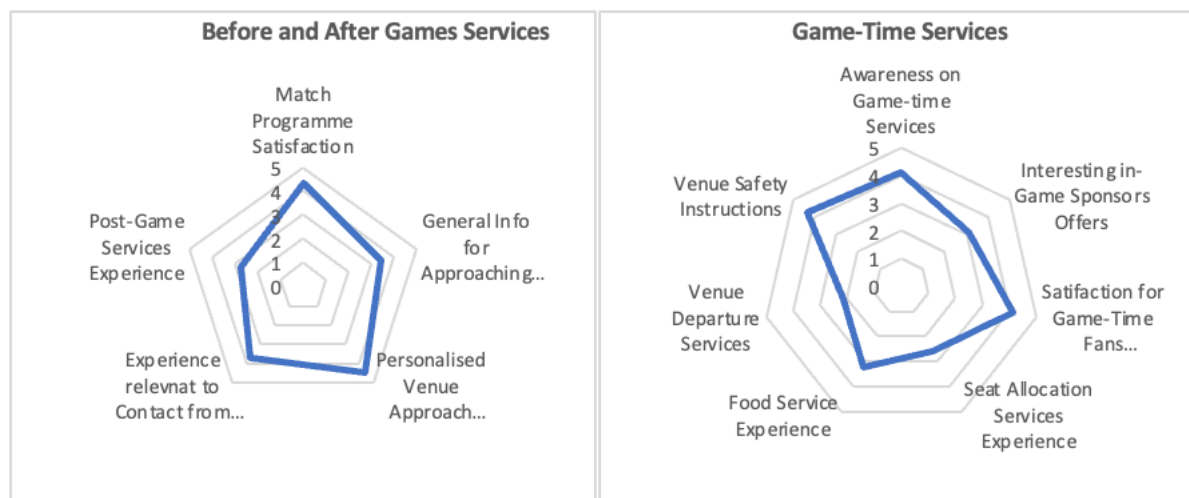 Before and After Games Services
Match
Programme
Satisfaction
5
4
3
2
1
0
General Info
for
Approaching...
Personalised
Venue
Approach...
Experience
relevnat to
Contact from...
Post-Game
Services
Experience
Game-Time Services
Awareness on
Game-time
Services
5
4
3
2
1
0
Interesting in-
Game Sponsors
Offers
Satifaction for
Game-Time
Fans...
Seat Allocation
Services
Experience
Food Service
Experience
Venue
Departure
Services
Venue Safety
Instructions